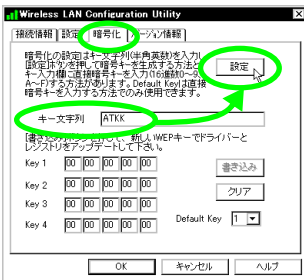 Wireless LAN Configuration Utility
接続情報 設定 暗号化 バージョン情報
暗号化の設定はキー文字列(半角英数)を入力し
[設定]ボタンを押して暗号キーを生成する方法と
キー入力欄に直接暗号キーを入力(16進数0~9、
A~F)する方法があります。Default Keyは直接
暗号キーを入力する方法でのみ使用できます。
設定
キー文字列 ATKK
[書き込み]ボタンを押して、新しいWEPキーでドライバーと
レジストリをアップデートして下さい。
Key 1 00 00 00 00 00
書き込み
Key 2 00 00 00 00 00
クリア
Key 3 00 00 00 00 00
Key 4 00 00 00 00 00
Default Key 1
OK キャンセル ヘルプ